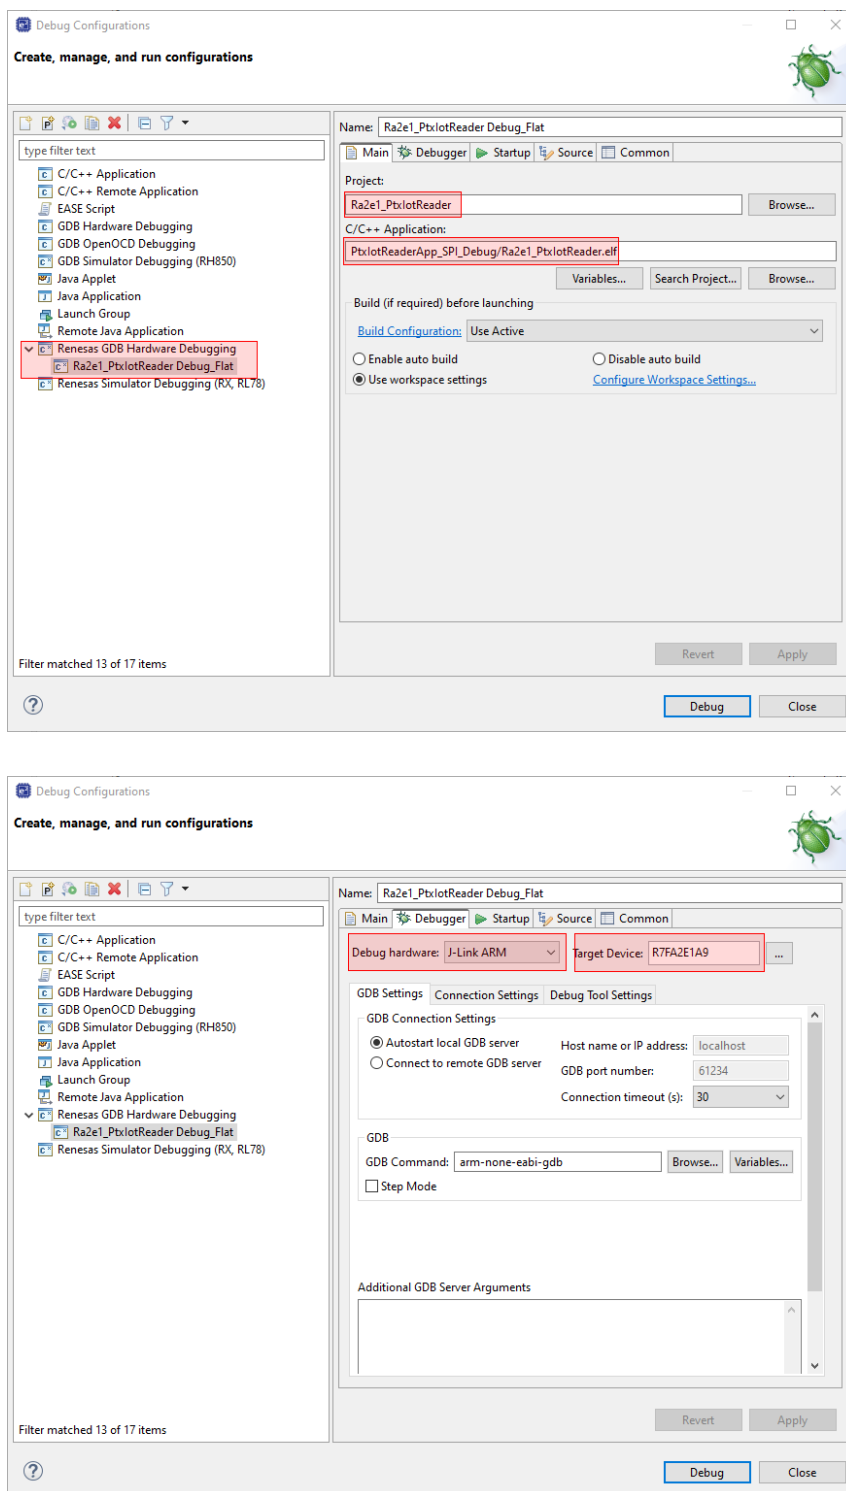 Debug Configurations
Create, manage, and run configurations
type filter text
C/C++ Application
C/C++ Remote Application
EASE Script
GDB Hardware Debugging
GDB OpenOCD Debugging
GDB Simulator Debugging (RH850)
Java Applet
Java Application
Launch Group
Remote Java Application
Renesas GDB Hardware Debugging
Ra2e1_PtxIotReader Debug_Flat
Renesas Simulator Debugging (RX, RL78)
Filter matched 13 of 17 items
Name: Ra2e1_PtxIotReader Debug_Flat
Main Debugger Startup Source Common
Project:
Ra2e1_PtxIotReader Browse...
C/C++ Application:
PtxIotReaderApp_SPI_Debug/Ra2e1_PtxIotReader.elf
Variables... Search Project... Browse...
Build (if required) before launching
Build Configuration: Use Active
Enable auto build Disable auto build
Use workspace settings Configure Workspace Settings...
Revert Apply
Debug Close
Debug Configurations
Create, manage, and run configurations
type filter text
C/C++ Application
C/C++ Remote Application
EASE Script
GDB Hardware Debugging
GDB OpenOCD Debugging
GDB Simulator Debugging (RH850)
Java Applet
Java Application
Launch Group
Remote Java Application
Renesas GDB Hardware Debugging
Ra2e1_PtxIotReader Debug_Flat
Renesas Simulator Debugging (RX, RL78)
Filter matched 13 of 17 items
Name: Ra2e1_PtxIotReader Debug_Flat
Main Debugger Startup Source Common
Debug hardware: J-Link ARM Target Device: R7FA2E1A9 ...
GDB Settings Connection Settings Debug Tool Settings
GDB Connection Settings
Autostart local GDB server Host name or IP address: localhost
Connect to remote GDB server GDB port number: 61234
Connection timeout (s): 30
GDB
GDB Command: arm-none-eabi-gdb Browse... Variables...
Step Mode
Additional GDB Server Arguments
Revert Apply
Debug Close